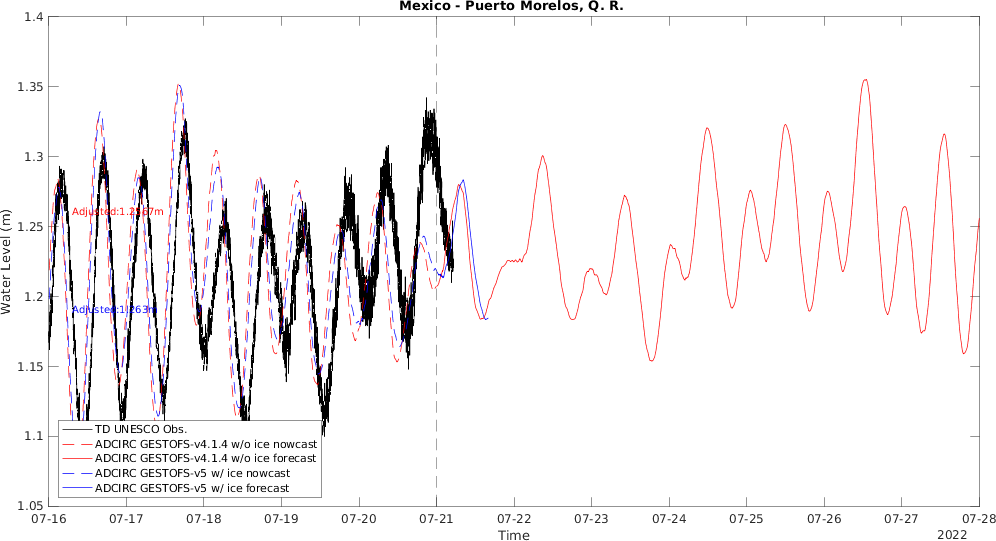 Mexico - Puerto Morelos, Q. R.
1.4
1.35
1.3
1.25
1.2
1.15
1.1
1.05
Water Level (m)
Adjusted:1.2567m
Adjusted:1.263m
TD UNESCO Obs.
ADCIRC GESTOFS-v4.1.4 w/o ice nowcast
ADCIRC GESTOFS-v4.1.4 w/o ice forecast
ADCIRC GESTOFS-v5 w/ ice nowcast
ADCIRC GESTOFS-v5 w/ ice forecast
07-16 07-17 07-18 07-19 07-20 07-21 07-22 07-23 07-24 07-25 07-26 07-27 07-28
Time
2022